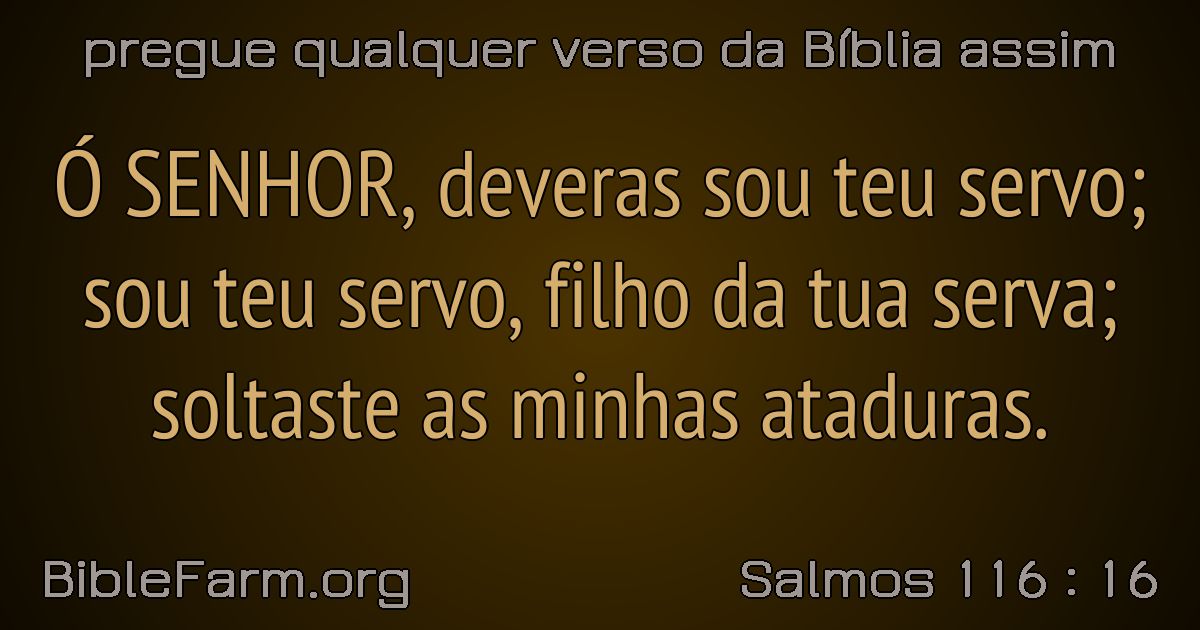 pregue qualquer verso da Bíblia assim
Ó SENHOR, deveras sou teu servo;
sou teu servo, filho da tua serva;
soltaste as minhas ataduras.
BibleFarm.org
Salmos 116 : 16